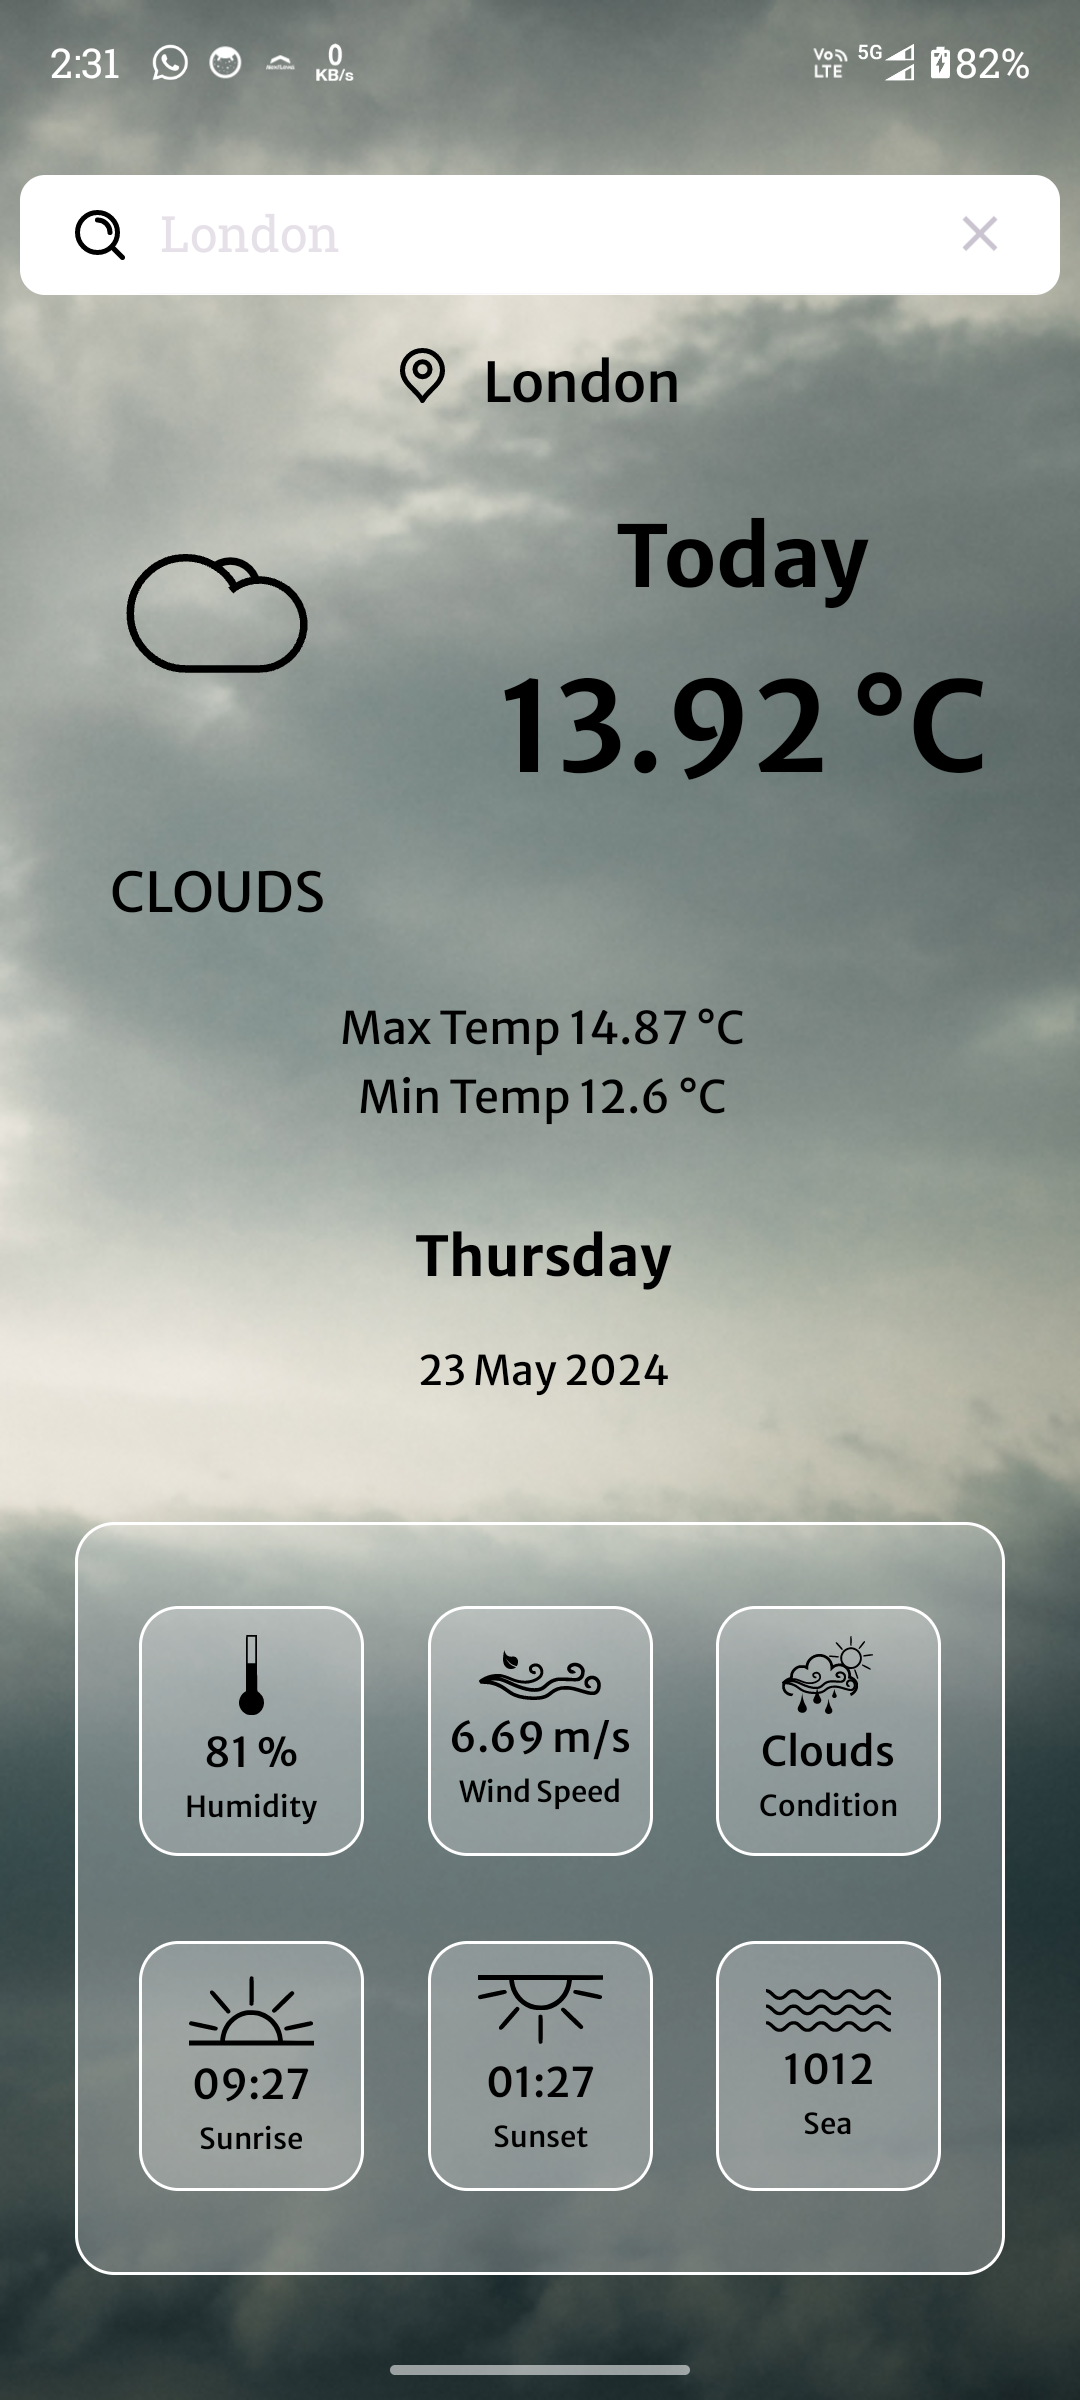 2:31
0
KB/s
Vo
LTE
5G
82%
London
London
Today
13.92 °C
CLOUDS
Max Temp 14.87 °C
Min Temp 12.6 °C
Thursday
23 May 2024
81 %
Humidity
6.69 m/s
Wind Speed
Clouds
Condition
09:27
Sunrise
01:27
Sunset
1012
Sea